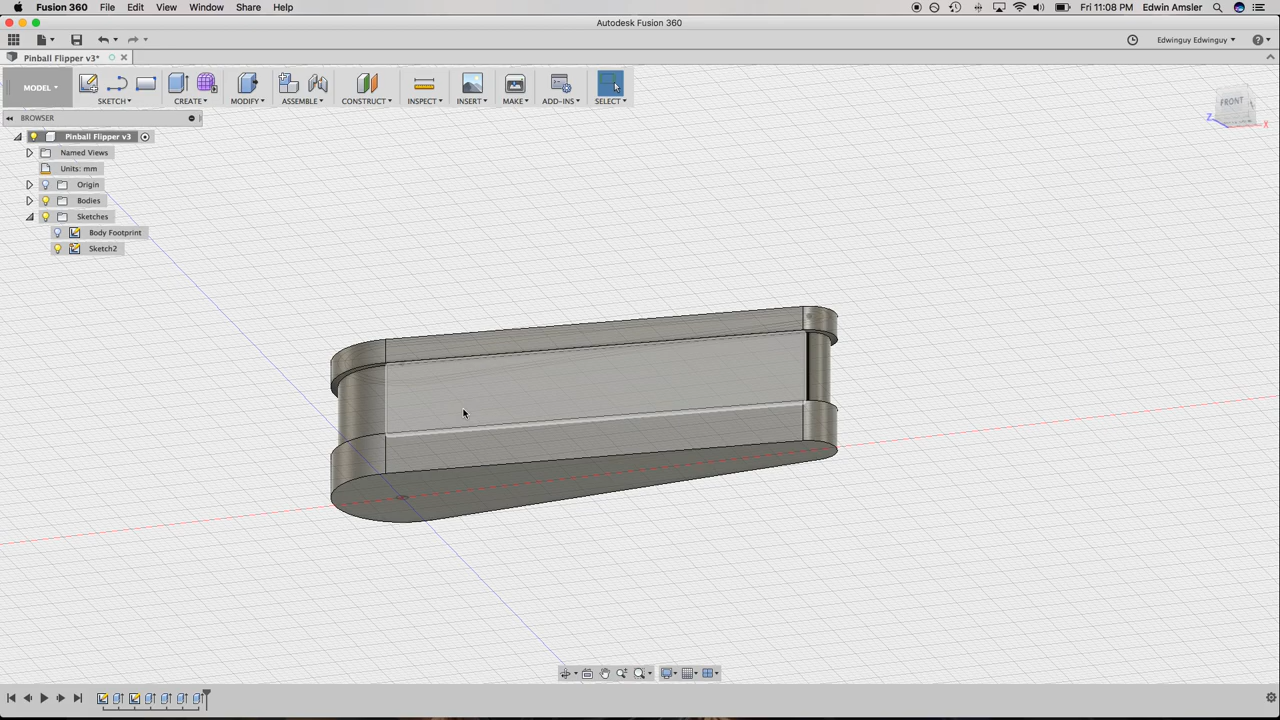 Fusion 360 File Edit View Window Share Help Fri 11:08 PM Edwin Amsler
Autodesk Fusion 360
Edwinguy Edwinguy
Pinball Flipper v3*
MODEL SKETCH CREATE MODIFY ASSEMBLE CONSTRUCT INSPECT INSERT MAKE ADD-INS SELECT
BROWSER
Pinball Flipper v3
Named Views
Units: mm
Origin
Bodies
Sketches
Body Footprint
Sketch2
FRONT
Z
X